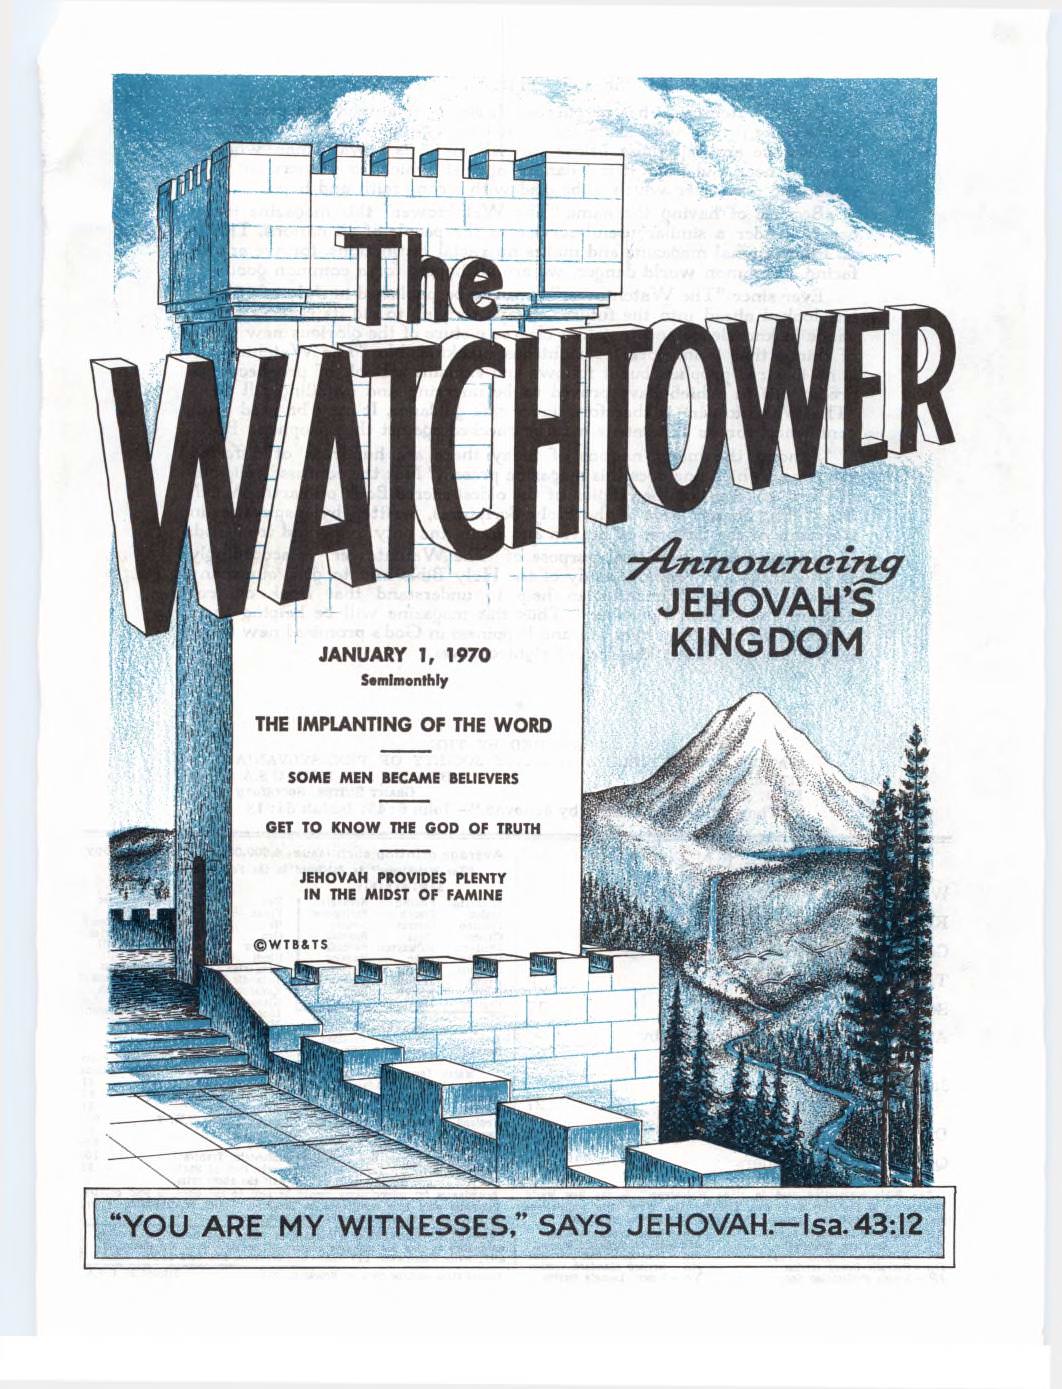 The
WATCHTOWER
Announcing
JEHOVAH'S
KINGDOM
JANUARY 1, 1970
Semimonthly
THE IMPLANTING OF THE WORD
SOME MEN BECAME BELIEVERS
GET TO KNOW THE GOD OF TRUTH
JEHOVAH PROVIDES PLENTY
IN THE MIDST OF FAMINE
©WTB&TS
"YOU ARE MY WITNESSES," SAYS JEHOVAH.—Isa. 43:12